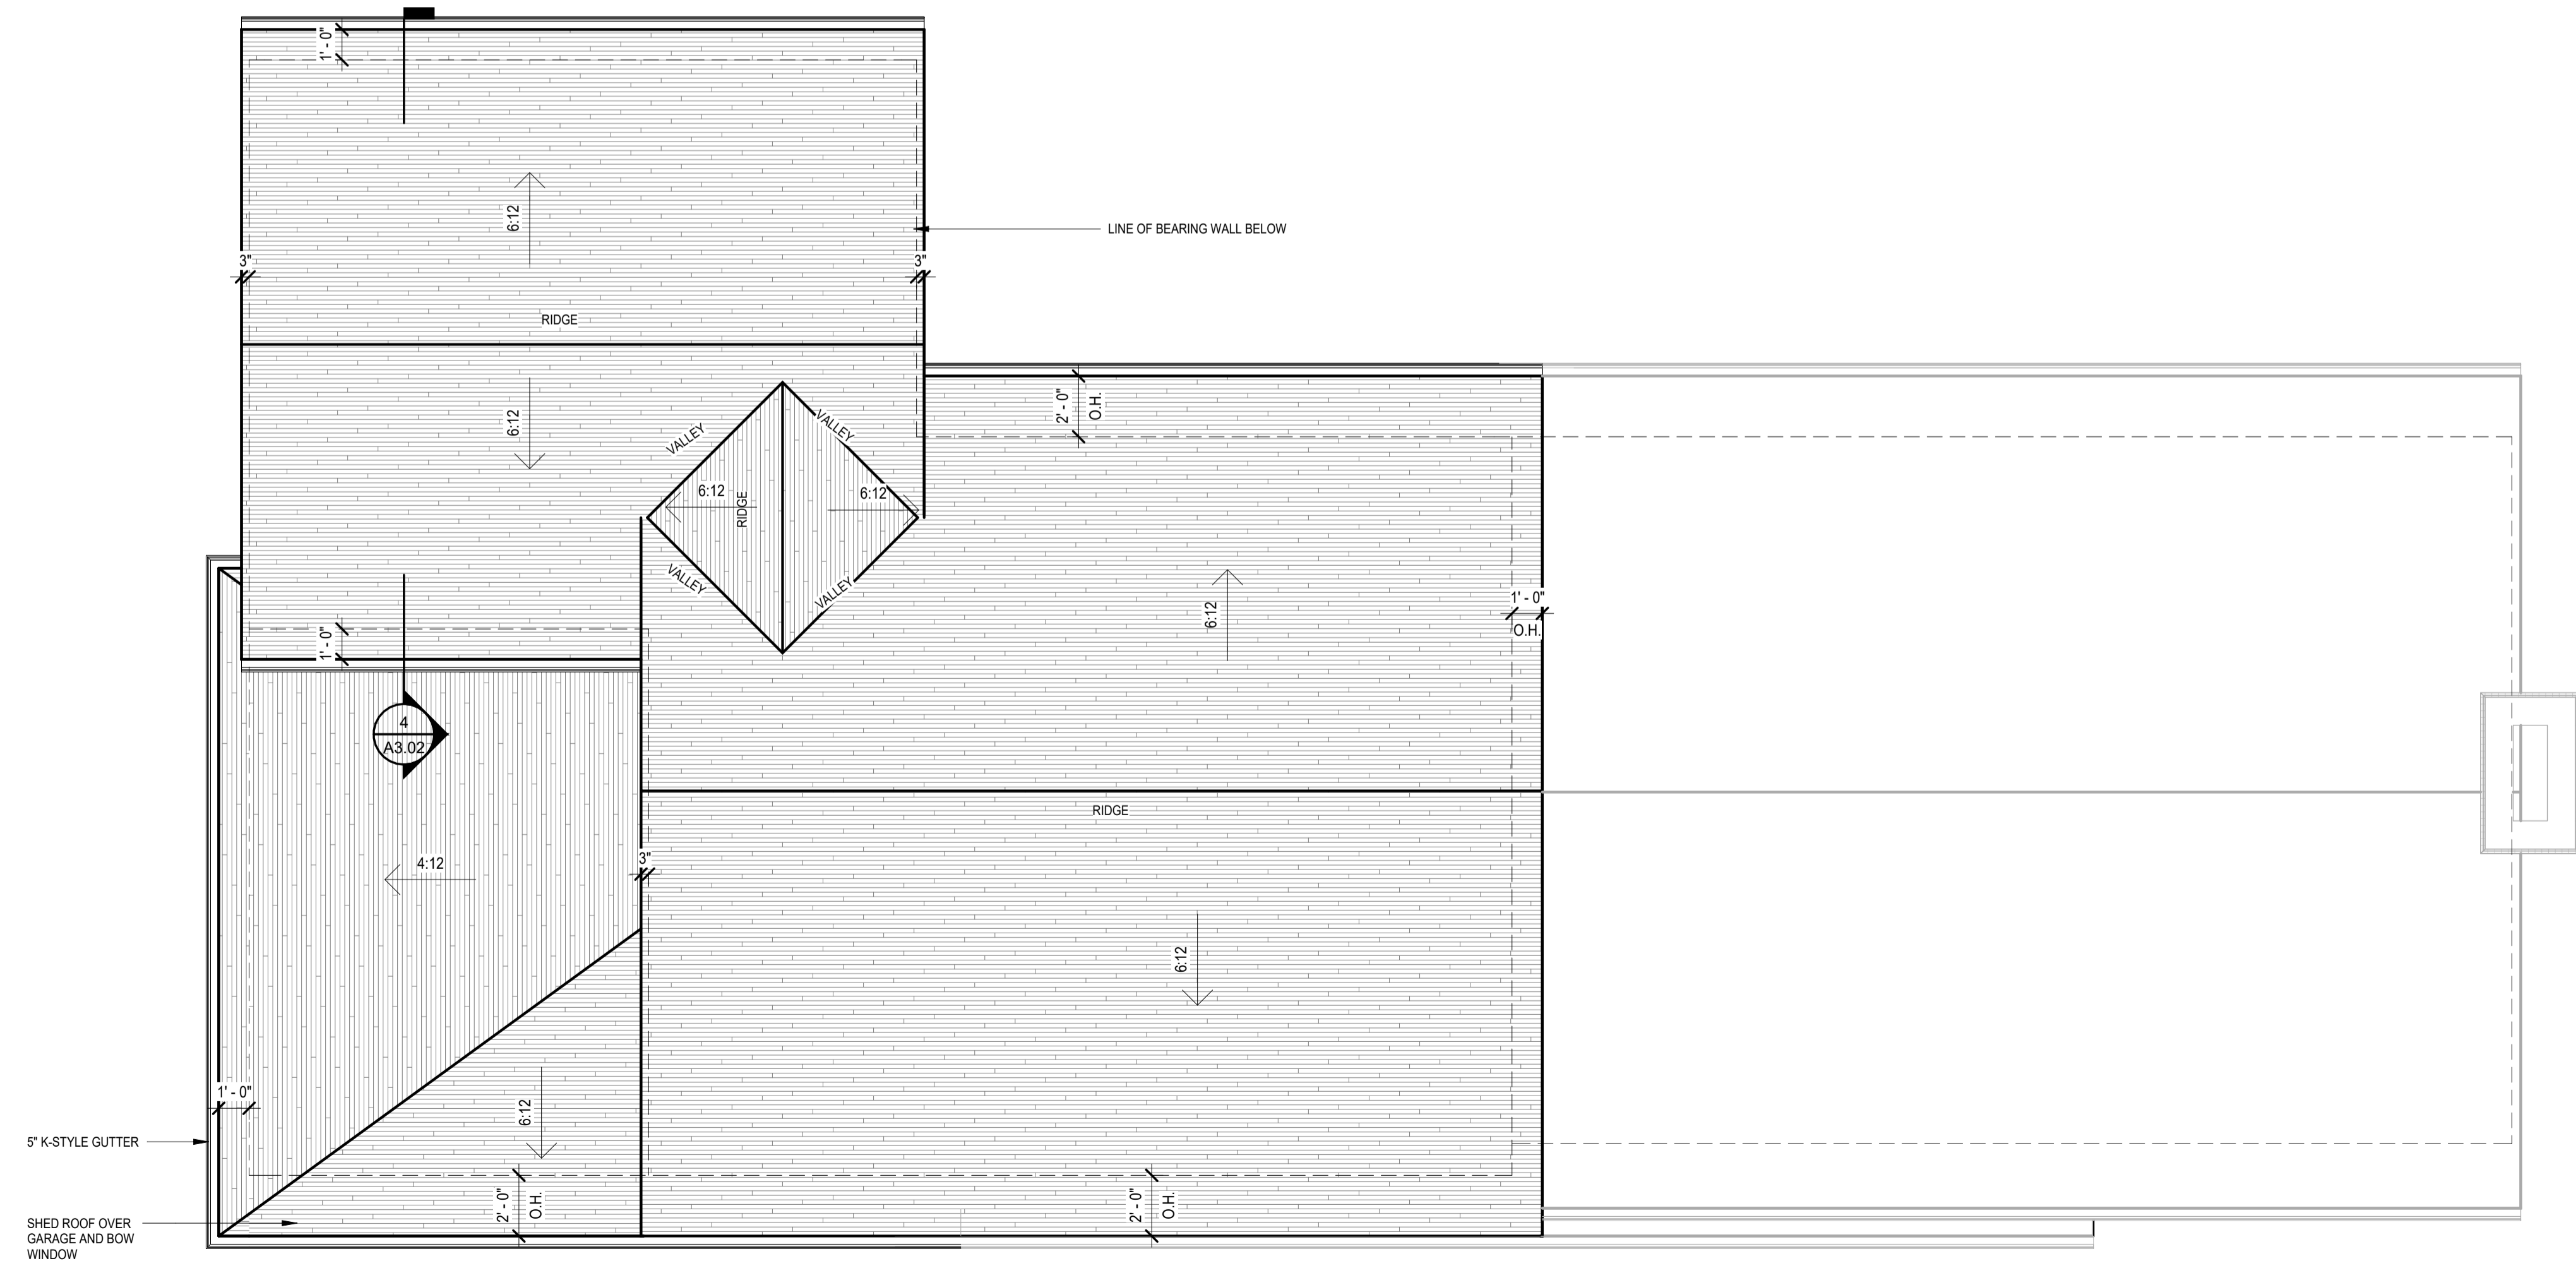 1' - 0"
6:12
LINE OF BEARING WALL BELOW
3"
3"
RIDGE
2' - 0"
O.H.
6:12
VALLEY
VALLEY
6:12
RIDGE
6:12
VALLEY
VALLEY
1' - 0"
O.H.
6:12
1' - 0"
4
A3.02
RIDGE
3"
4:12
6:12
1' - 0"
6:12
5" K-STYLE GUTTER
2' - 0"
O.H.
2' - 0"
O.H.
SHED ROOF OVER
GARAGE AND BOW
WINDOW